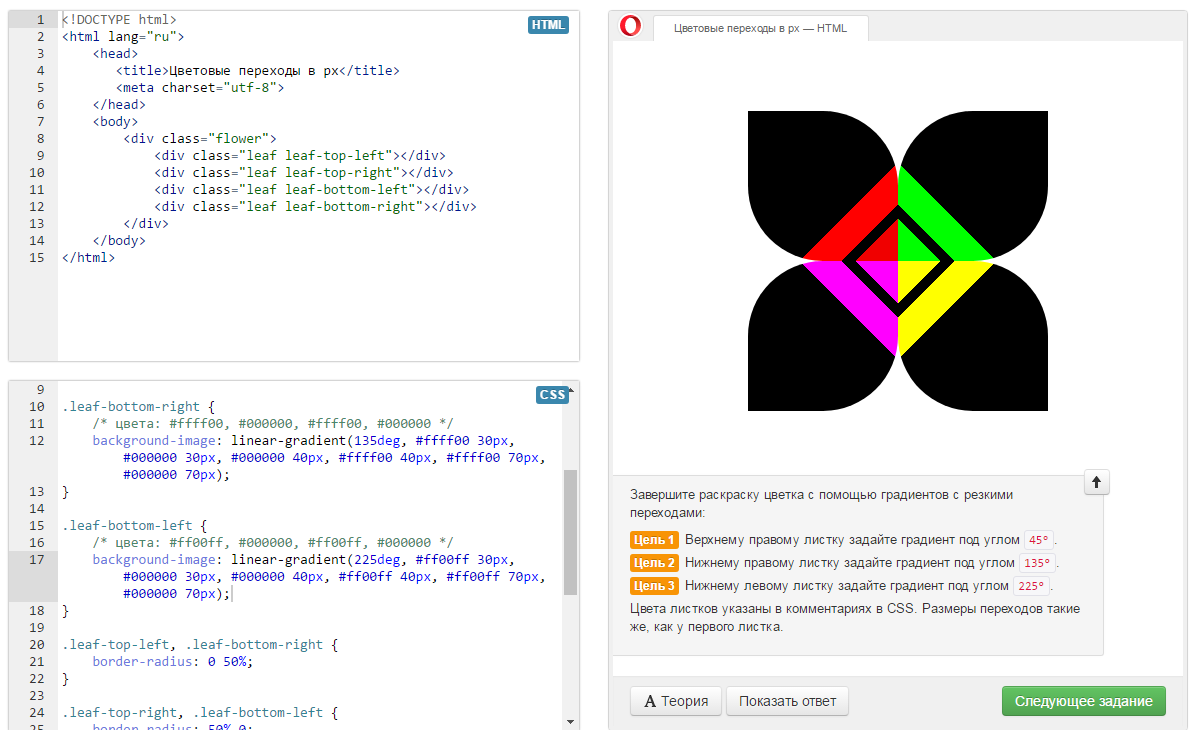 1 <!DOCTYPE html>
HTML
2 <html lang="ru">
3 <head>
4 <title>Цветовые переходы в px</title>
5 <meta charset="utf-8">
6 </head>
7 <body>
8 <div class="flower">
9 <div class="leaf leaf-top-left"></div>
10 <div class="leaf leaf-top-right"></div>
11 <div class="leaf leaf-bottom-left"></div>
12 <div class="leaf leaf-bottom-right"></div>
13 </div>
14 </body>
15 </html>
9
CSS
10 .leaf-bottom-right {
11 /* цвета: #ffff00, #000000, #ffff00, #000000 */
12 background-image: linear-gradient(135deg, #ffff00 30px,
#000000 30px, #000000 40px, #ffff00 40px, #ffff00 70px,
#000000 70px);
13 }
14
15 .leaf-bottom-left {
16 /* цвета: #ff00ff, #000000, #ff00ff, #000000 */
17 background-image: linear-gradient(225deg, #ff00ff 30px,
#000000 30px, #000000 40px, #ff00ff 40px, #ff00ff 70px,
#000000 70px);
18 }
19
20 .leaf-top-left, .leaf-bottom-right {
21 border-radius: 0 50%;
22 }
23
24 .leaf-top-right, .leaf-bottom-left {
25 border-radius: 50% 0;
Цветовые переходы в px — HTML
Завершите раскраску цветка с помощью градиентов с резкими
переходами:
Цель 1 Верхнему правому листку задайте градиент под углом 45° .
Цель 2 Нижнему правому листку задайте градиент под углом 135° .
Цель 3 Нижнему левому листку задайте градиент под углом 225° .
Цвета листков указаны в комментариях в CSS. Размеры переходов такие
же, как у первого листка.
A Теория
Показать ответ
Следующее задание